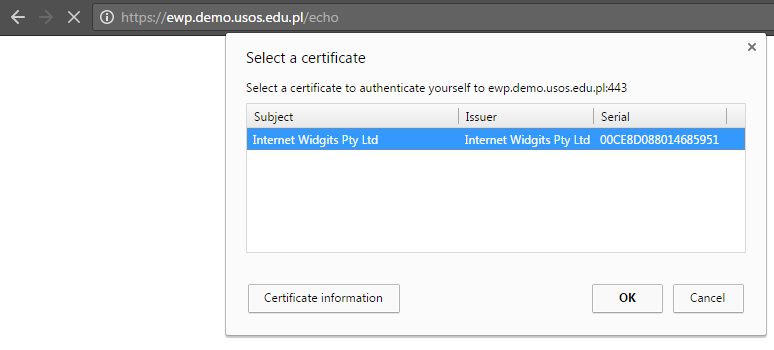 https://ewp.demo.usos.edu.pl/echo
Select a certificate
Select a certificate to authenticate yourself to ewp.demo.usos.edu.pl:443
Subject Issuer Serial
Internet Widgits Pty Ltd Internet Widgits Pty Ltd 00CE8D088014685951
Certificate information OK Cancel